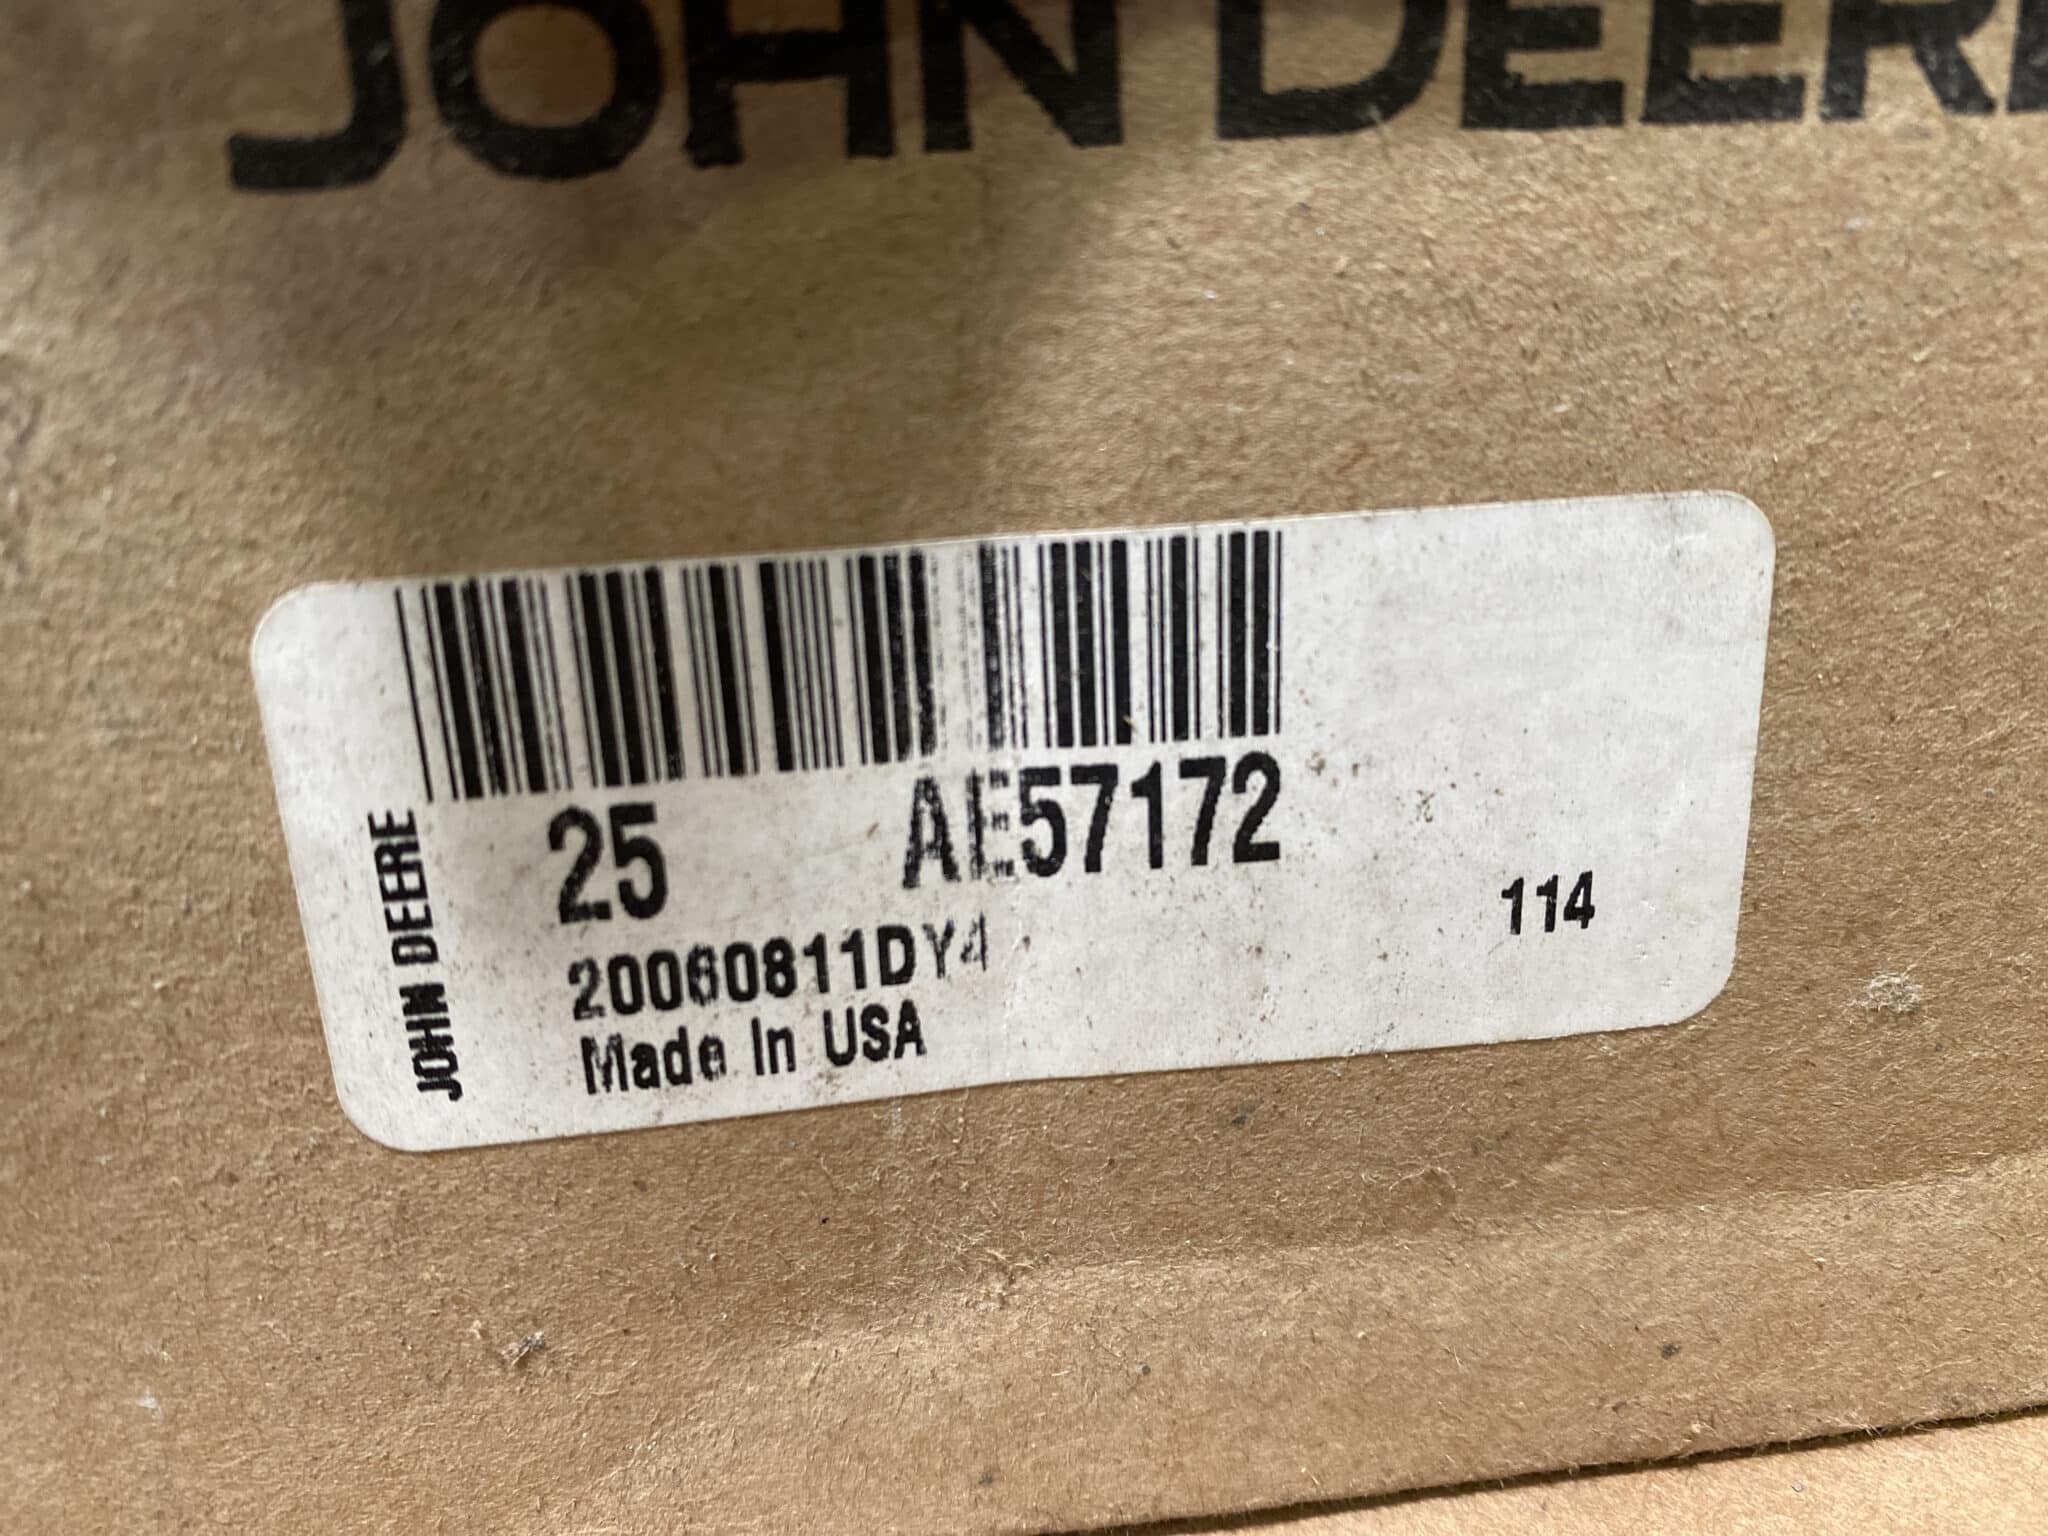 JOHN DEERE
JOHN DEERE
25 AE57172
20060811DY4
114
Made In USA